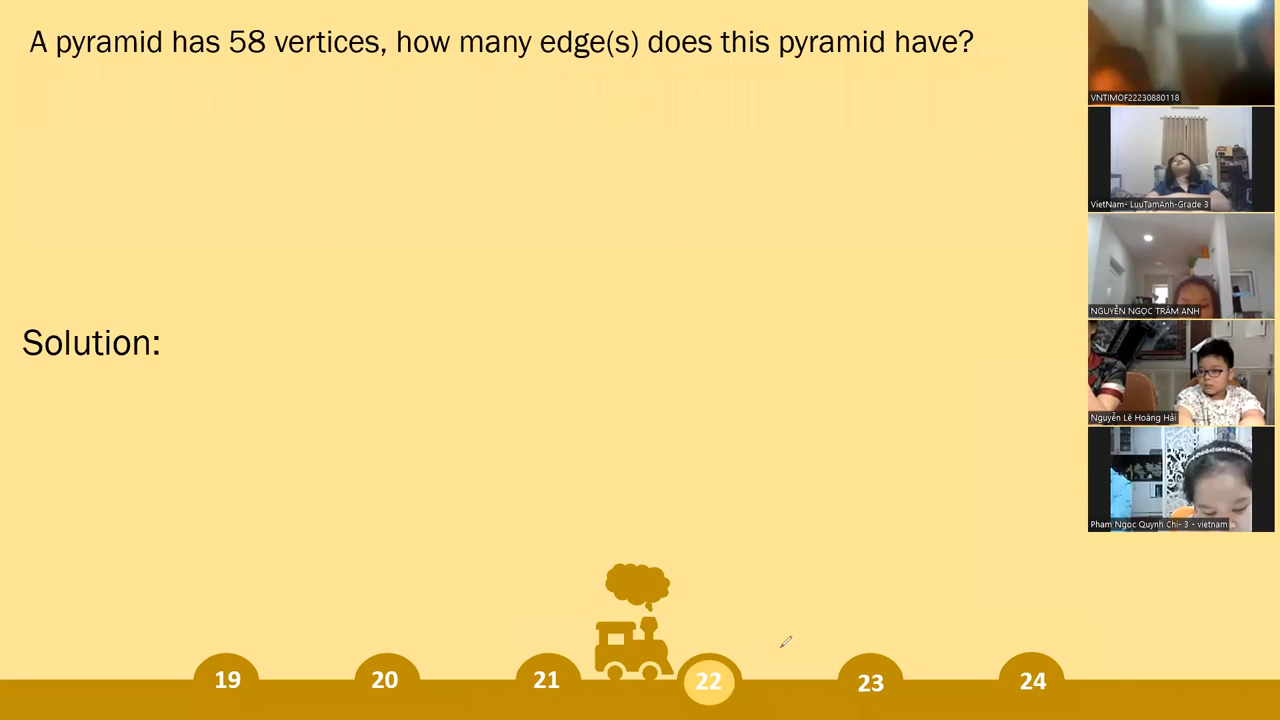 A pyramid has 58 vertices, how many edge(s) does this pyramid have?
VNTIMOF22230880118
VietNam- LuuTamAnh-Grade 3
NGUYỄN NGỌC TRÂM ANH
Solution:
Nguyễn Lê Hoàng Hải
Pham Ngoc Quynh Chi- 3 - vietnam
19
20
21
22
23
24